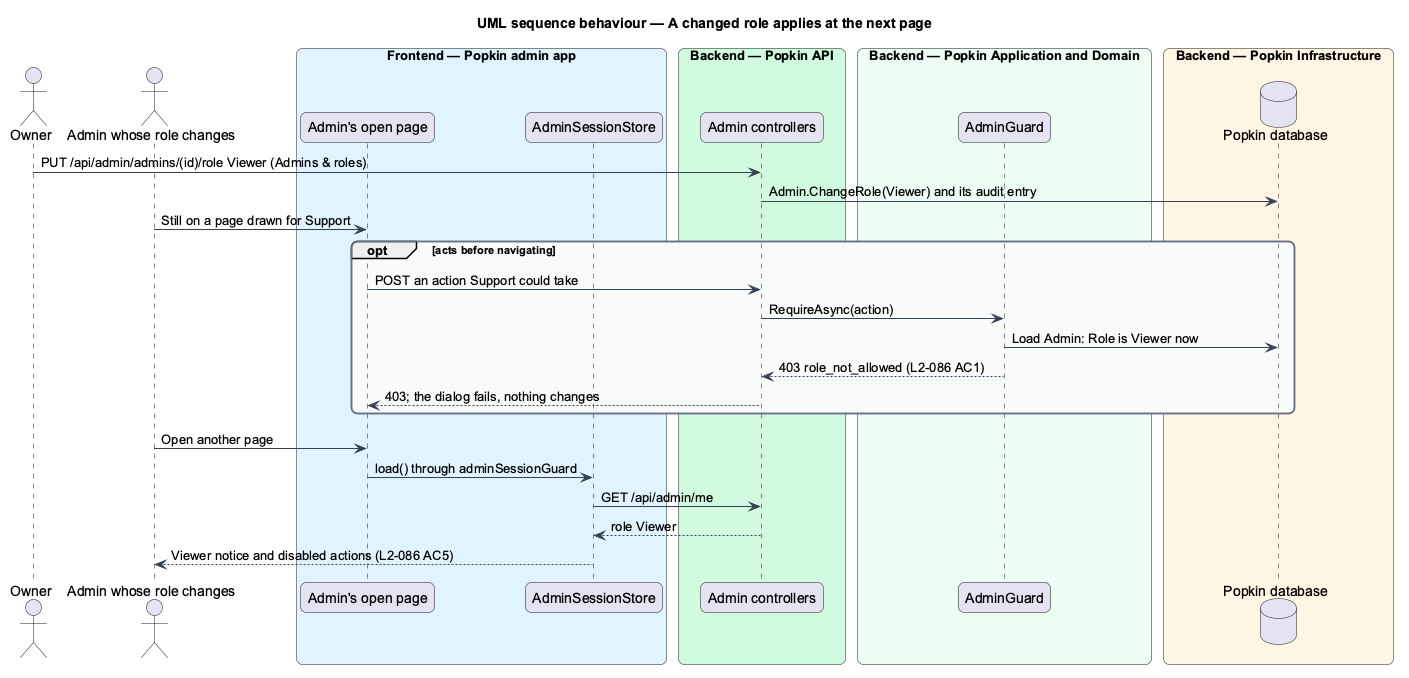 UML sequence behaviour — A changed role applies at the next page
Frontend — Popkin admin app
Backend — Popkin API
Backend — Popkin Application and Domain
Backend — Popkin Infrastructure
Owner
Admin whose role changes
Admin's open page
AdminSessionStore
Admin controllers
AdminGuard
Popkin database
PUT /api/admin/admins/(id)/role Viewer (Admins & roles)
Admin.ChangeRole(Viewer) and its audit entry
Still on a page drawn for Support
opt
[acts before navigating]
POST an action Support could take
RequireAsync(action)
Load Admin: Role is Viewer now
403 role_not_allowed (L2-086 AC1)
403; the dialog fails, nothing changes
Open another page
load() through adminSessionGuard
GET /api/admin/me
role Viewer
Viewer notice and disabled actions (L2-086 AC5)
Owner
Admin whose role changes
Admin's open page
AdminSessionStore
Admin controllers
AdminGuard
Popkin database